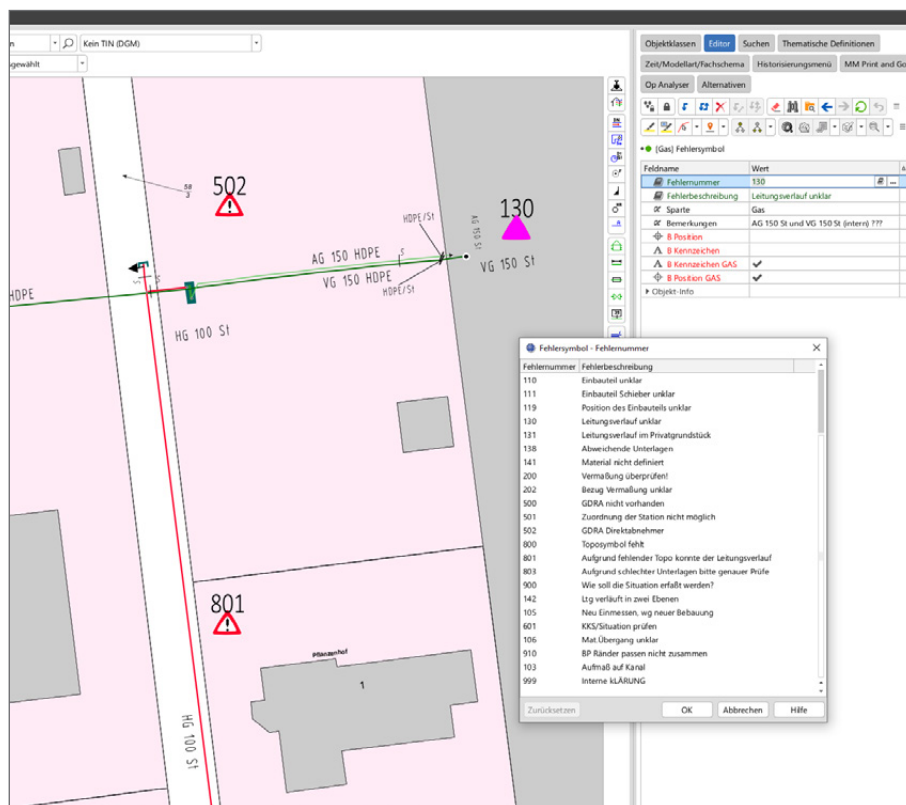 n
Kein TIN (DGM)
sgewählt
Objektklassen Editor Suchen Thematische Definitionen
Zeit/Modellart/Fachschema Historisierungsmenü MM Print and Go
Op Analyser Alternativen
[Gas] Fehlersymbol
Feldname Wert
Fehlernummer 130 ...
Fehlerbeschreibung Leitungsverlauf unklar
Sparte Gas
Bemerkungen AG 150 St und VG 150 St (intern) ???
B Position
B Kennzeichen
B Kennzeichen GAS
B Position GAS
Objekt-Info
502
50
3
130
HDPE/St
AG 150 St
AG 150 HDPE
VG 150 HDPE
VG 150 St
HDPE/St
HDPE
HG 100 St
801
Pflanzenhof
1
HG 100 St
Fehlersymbol - Fehlernummer
Fehlernummer Fehlerbeschreibung
110 Einbauteil unklar
111 Einbauteil Schieber unklar
119 Position des Einbauteils unklar
130 Leitungsverlauf unklar
131 Leitungsverlauf im Privatgrundstück
138 Abweichende Unterlagen
141 Material nicht definiert
200 Vermaßung überprüfen!
202 Bezug Vermaßung unklar
500 GDRA nicht vorhanden
501 Zuordnung der Station nicht möglich
502 GDRA Direktabnehmer
800 Toposymbol fehlt
801 Aufgrund fehlender Topo konnte der Leitungsverlauf
803 Aufgrund schlechter Unterlagen bitte genauer Prüfe
900 Wie soll die Situation erfaßt werden?
142 Ltg verläuft in zwei Ebenen
105 Neu Einmessen, wg neuer Bebauung
601 KKS/Situation prüfen
106 Mat.Übergang unklar
910 BP Ränder passen nicht zusammen
103 Aufmaß auf Kanal
999 Interne kLÄRUNG
Zurücksetzen OK Abbrechen Hilfe